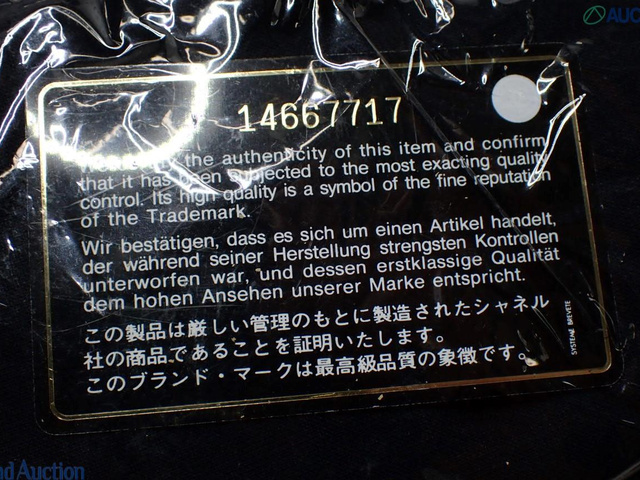 14667717
the authenticity of this item and confirm
that it has been subjected to the most exacting quality
control. Its high quality is a symbol of the fine reputation
of the Trademark.
Wir bestätigen, dass es sich um einen Artikel handelt,
der während seiner Herstellung strengsten Kontrollen
unterworfen war, und dessen erstklassige Qualität
dem hohen Ansehen unserer Marke entspricht.
この製品は厳しい管理のもとに製造されたシャネル
社の商品であることを証明いたします。
このブランド・マークは最高級品質の象徴です。
SYSTEME BREVETE
AUC
nd Auction